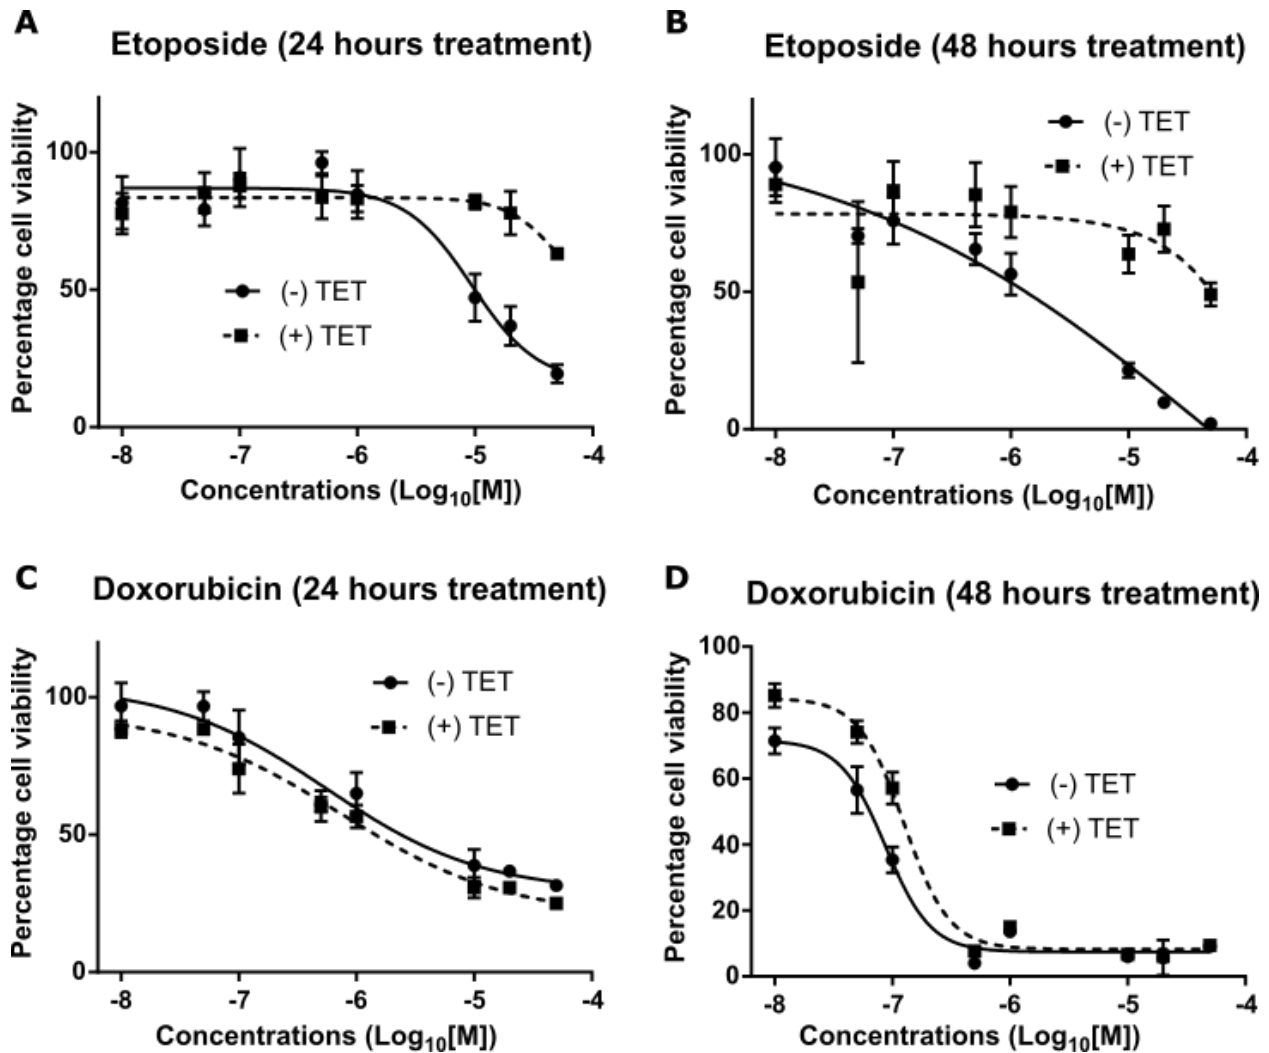 A
Etoposide (24 hours treatment)
Percentage cell viability
100
50
0
(-) TET
(+) TET
-8 -7 -6 -5 -4
Concentrations (Log10[M])
B
Etoposide (48 hours treatment)
Percentage cell viability
100
50
0
(-) TET
(+) TET
-8 -7 -6 -5 -4
Concentrations (Log10[M])
C
Doxorubicin (24 hours treatment)
Percentage cell viability
100
50
0
(-) TET
(+) TET
-8 -7 -6 -5 -4
Concentrations (Log10[M])
D
Doxorubicin (48 hours treatment)
Percentage cell viability
100
80
60
40
20
0
(-) TET
(+) TET
-8 -7 -6 -5 -4
Concentrations (Log10[M])